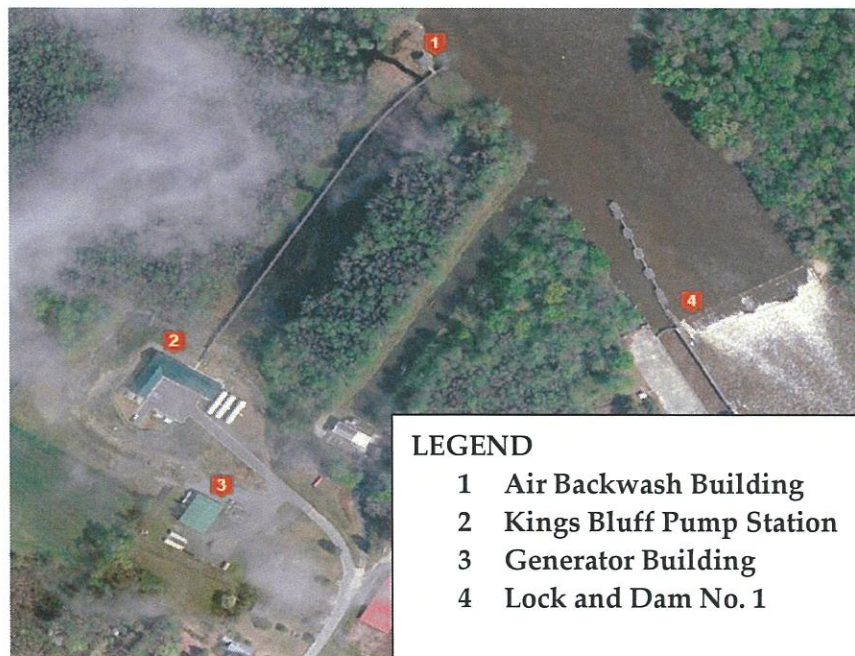 1
4
2
3
LEGEND
1 Air Backwash Building
2 Kings Bluff Pump Station
3 Generator Building
4 Lock and Dam No. 1